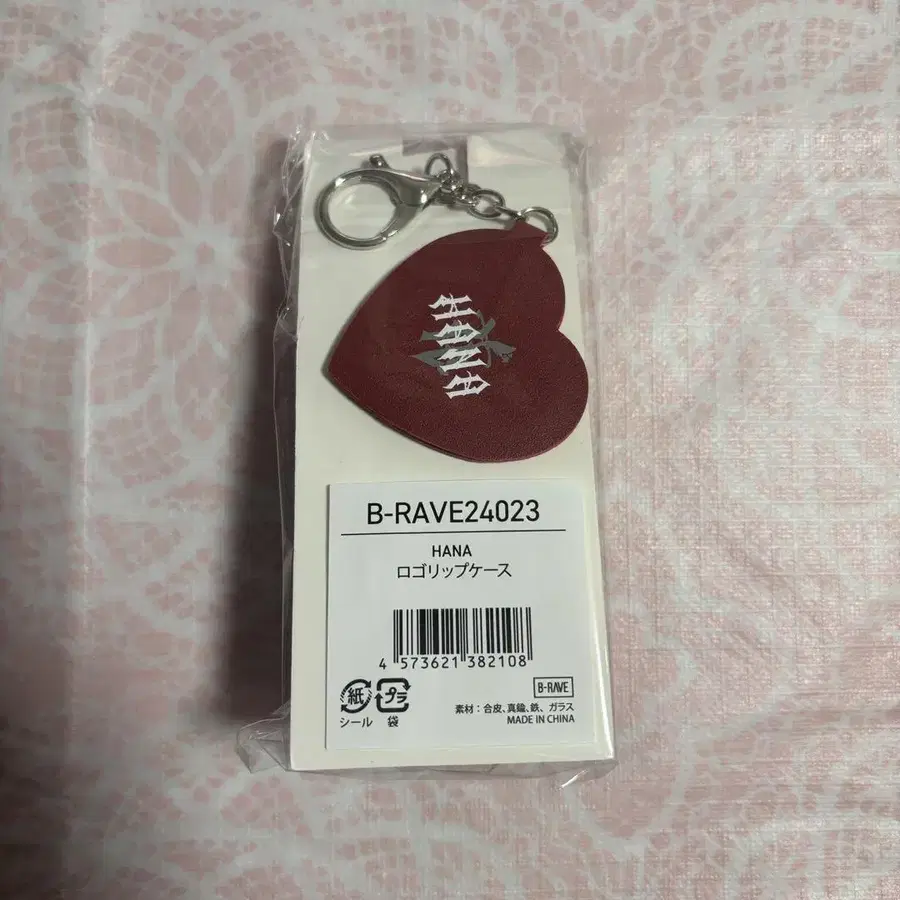 HANA
B-RAVE24023
HANA
ロゴリップケース
4 573621 382108
紙
シール
プラ
袋
B-RAVE
素材：合皮、真鍮、鉄、ガラス
MADE IN CHINA